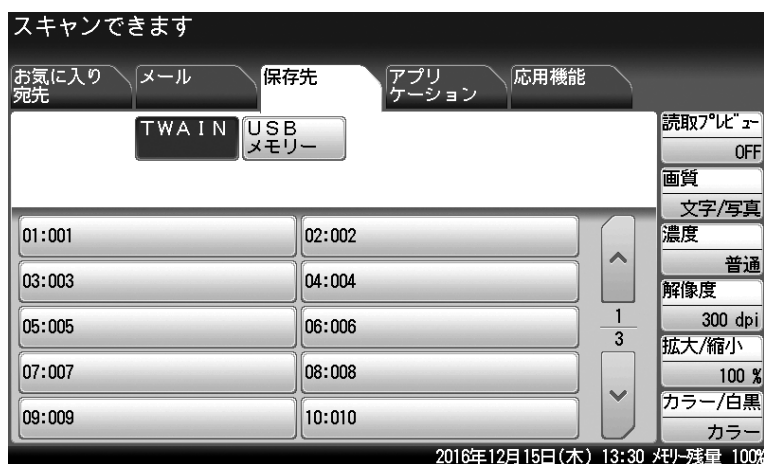 スキャンできます
お気に入り
宛先
メール
保存先
アプリ
ケーション
応用機能
TWAIN
USB
メモリー
読取プレビュー
OFF
画質
文字/写真
濃度
普通
解像度
300 dpi
拡大/縮小
100 %
カラー/白黒
カラー
01:001
02:002
03:003
04:004
05:005
06:006
07:007
08:008
09:009
10:010
1
3
2016年12月15日(木) 13:30 メモリー残量 100%